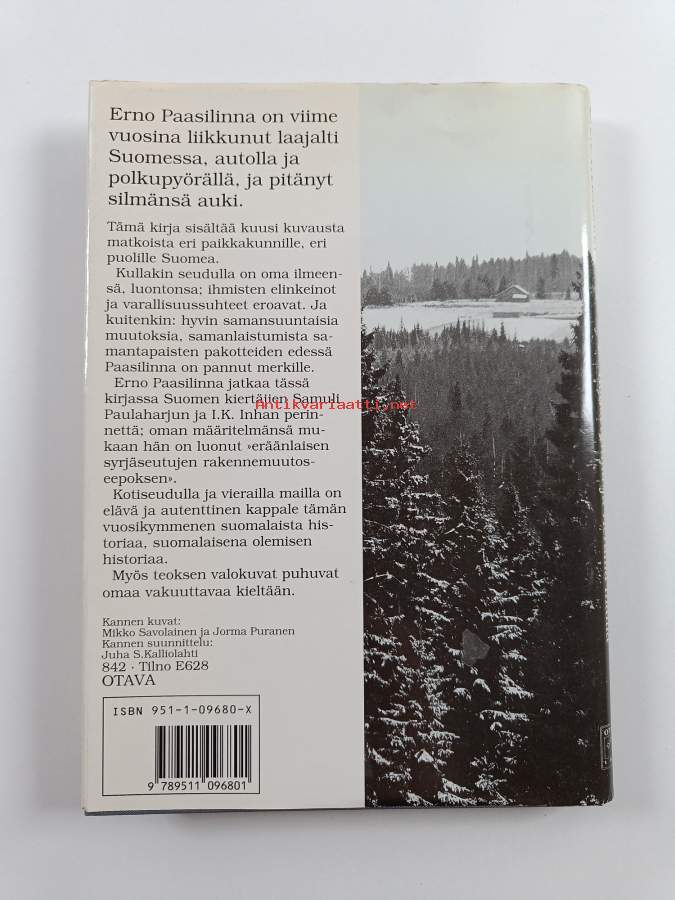 Erno Paasilinna on viime
vuosina liikkunut laajalti
Suomessa, autolla ja
polkupyörällä, ja pitänyt
silmänsä auki.
Tämä kirja sisältää kuusi kuvausta
matkoista eri paikkakunnille, eri
puolille Suomea.
Kullakin seudulla on oma ilmeen-
sä, luontonsa; ihmisten elinkeinot
ja varallisuussuhteet eroavat. Ja
kuitenkin: hyvin samansuuntaisia
muutoksia, samanlaistumista sa-
mantapaisten pakotteiden edessä
Paasilinna on pannut merkille.
Erno Paasilinna jatkaa tässä
kirjassa Suomen kiertäjien Samuli
Paulaharjun ja I.K. Inhan perin-
nettä; oman määritelmänsä mu-
kaan hän on luonut »eräänlaisen
syrjäseutujen rakennemuutos-
eepoksen».
Kotiseudulla ja vierailla mailla on
elävä ja autenttinen kappale tämän
vuosikymmenen suomalaista his-
toriaa, suomalaisena olemisen
historiaa.
Myös teoksen valokuvat puhuvat
omaa vakuuttavaa kieltään.
Kannen kuvat:
Mikko Savolainen ja Jorma Puranen
Kannen suunnittelu:
Juha S.Kalliolahti
842 · Tilno E628
OTAVA
ISBN 951-1-09680-X
9 789511 096801
Antikvariaatti.net